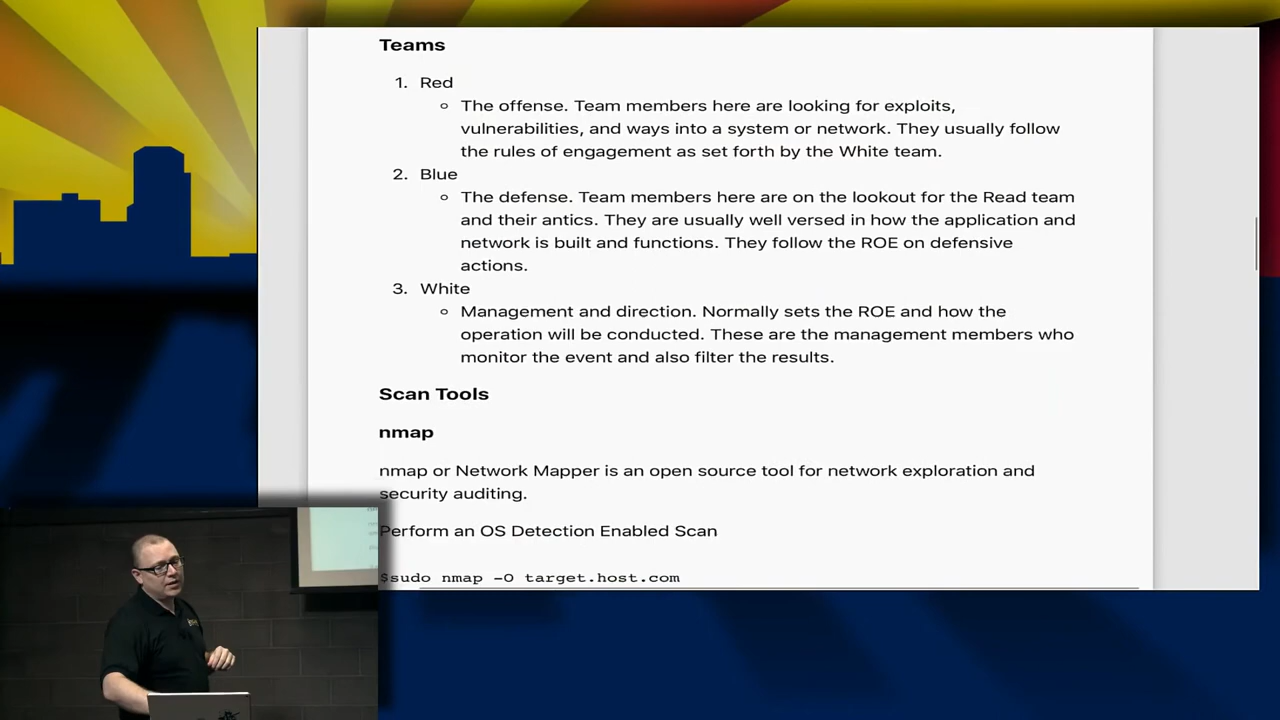 Teams
1. Red
The offense. Team members here are looking for exploits,
vulnerabilities, and ways into a system or network. They usually follow
the rules of engagement as set forth by the White team.
2. Blue
The defense. Team members here are on the lookout for the Read team
and their antics. They are usually well versed in how the application and
network is built and functions. They follow the ROE on defensive
actions.
3. White
Management and direction. Normally sets the ROE and how the
operation will be conducted. These are the management members who
monitor the event and also filter the results.
Scan Tools
nmap
nmap or Network Mapper is an open source tool for network exploration and
security auditing.
Perform an OS Detection Enabled Scan
$sudo nmap -O target.host.com